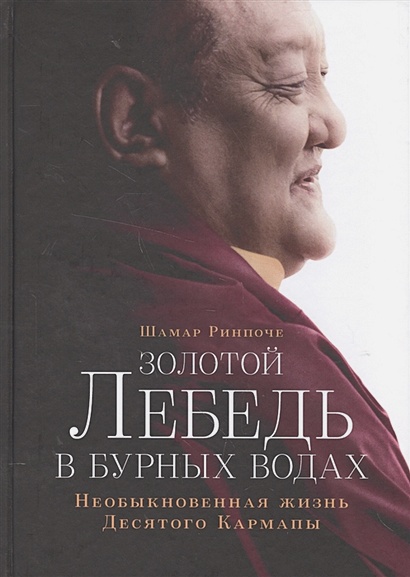 Шамар Ринпоче
ЗОЛОТОЙ
ЛЕБЕДЬ
В БУРНЫХ ВОДАХ
Необыкновенная жизнь
Десятого Кармапы